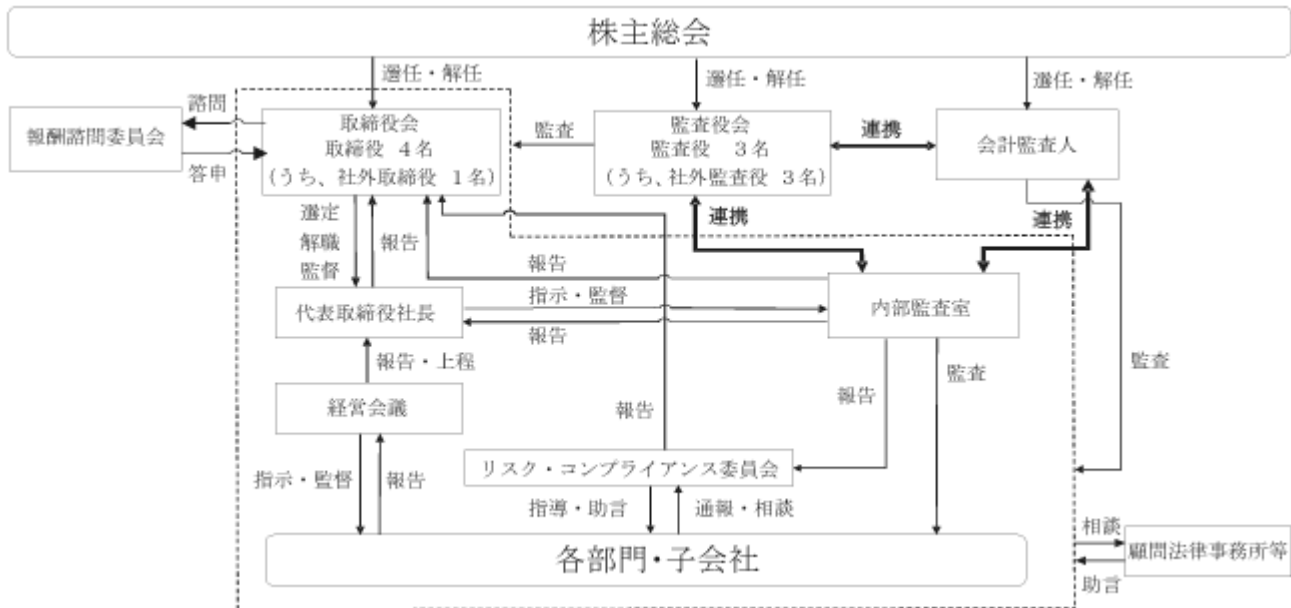 株主総会
選任・解任
選任・解任
選任・解任
諮問
報酬諮問委員会
答申
取締役会
取締役 4名
(うち、社外取締役 1名)
監査
監査役会
監査役 3名
(うち、社外監査役 3名)
連携
会計監査人
選定
解職
監督
報告
連携
連携
報告
代表取締役社長
指示・監督
報告
内部監査室
報告・上程
監査
監査
経営会議
報告
報告
リスク・コンプライアンス委員会
指示・監督
報告
指導・助言
通報・相談
各部門・子会社
相談
顧問法律事務所等
助言